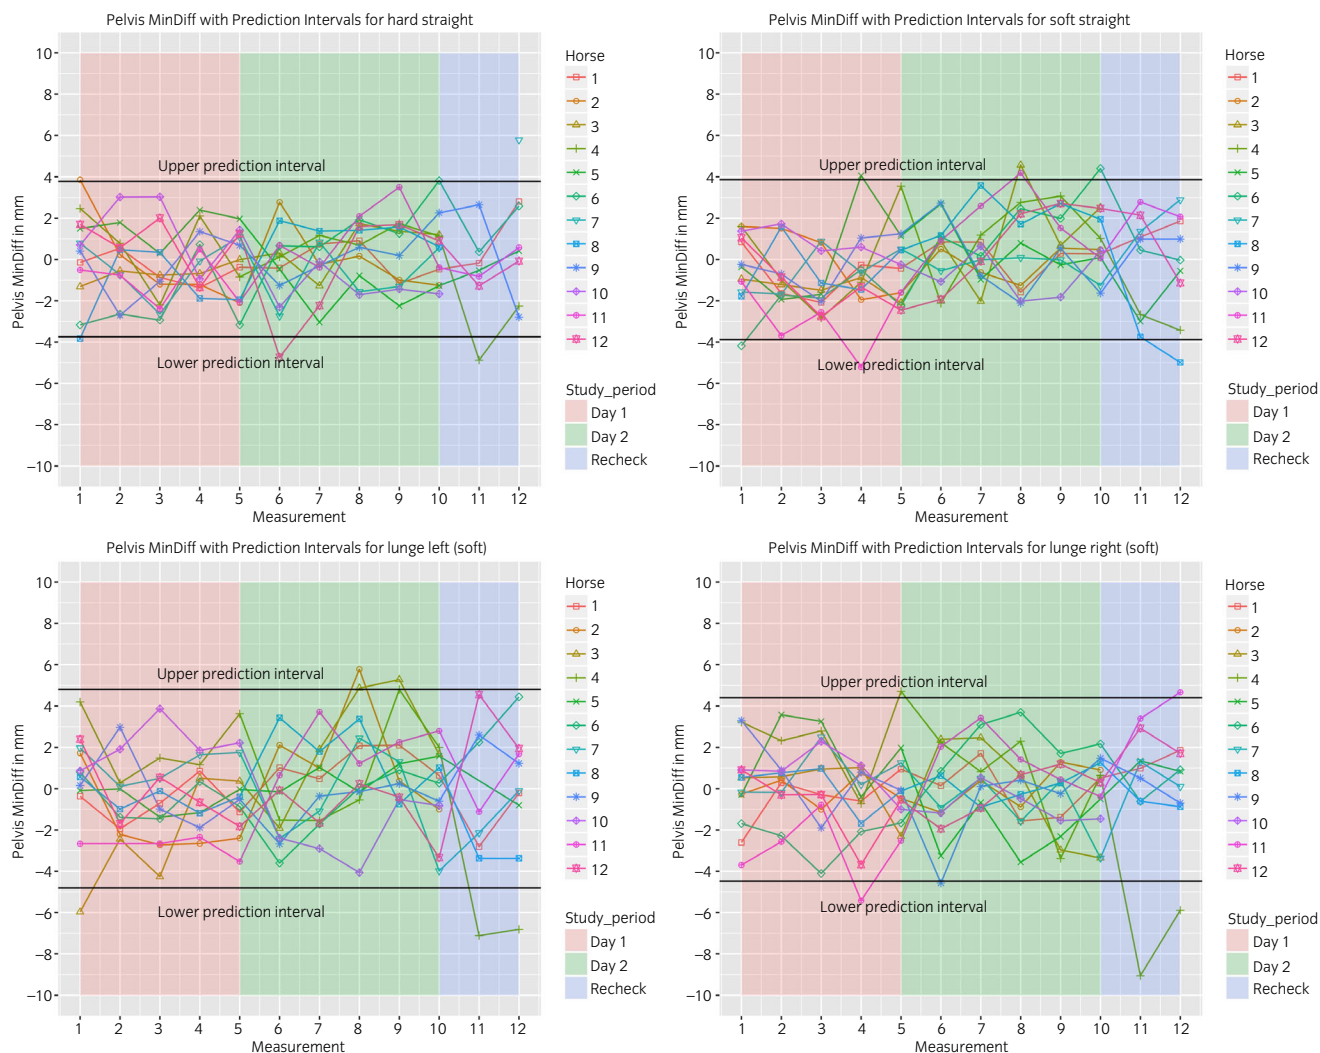 Pelvis MinDiff with Prediction Intervals for hard straight
Pelvis MinDiff in mm
10
8
6
4
2
0
−2
−4
−6
−8
−10
Upper prediction interval
Lower prediction interval
1 2 3 4 5 6 7 8 9 10 11 12
Measurement
Horse
1
2
3
4
5
6
7
8
9
10
11
12
Study_period
Day 1
Day 2
Recheck
Pelvis MinDiff with Prediction Intervals for soft straight
Pelvis MinDiff in mm
10
8
6
4
2
0
−2
−4
−6
−8
−10
Upper prediction interval
Lower prediction interval
1 2 3 4 5 6 7 8 9 10 11 12
Measurement
Horse
1
2
3
4
5
6
7
8
9
10
11
12
Study_period
Day 1
Day 2
Recheck
Pelvis MinDiff with Prediction Intervals for lunge left (soft)
Pelvis MinDiff in mm
10
8
6
4
2
0
−2
−4
−6
−8
−10
Upper prediction interval
Lower prediction interval
1 2 3 4 5 6 7 8 9 10 11 12
Measurement
Horse
1
2
3
4
5
6
7
8
9
10
11
12
Study_period
Day 1
Day 2
Recheck
Pelvis MinDiff with Prediction Intervals for lunge right (soft)
Pelvis MinDiff in mm
10
8
6
4
2
0
−2
−4
−6
−8
−10
Upper prediction interval
Lower prediction interval
1 2 3 4 5 6 7 8 9 10 11 12
Measurement
Horse
1
2
3
4
5
6
7
8
9
10
11
12
Study_period
Day 1
Day 2
Recheck